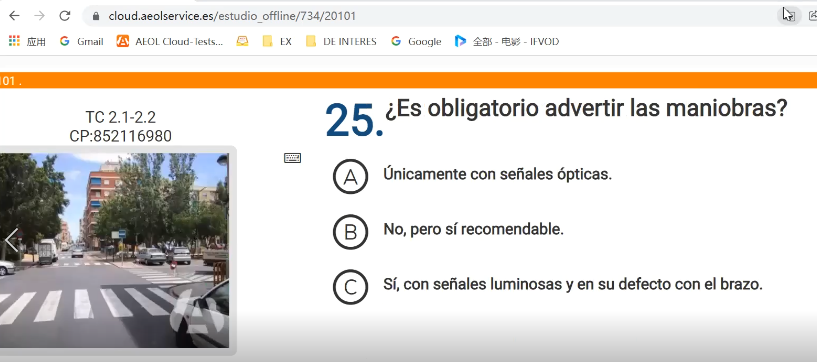 cloud.aeolservice.es/estudio_offline/734/20101
应用 Gmail AEOL Cloud- Tests... EX DE INTERES Google 全部 - 电影 - IFVOD
101 .
TC 2.1-2.2
CP:852116980
25. ¿Es obligatorio advertir las maniobras?
A Únicamente con señales ópticas.
B No, pero sí recomendable.
C Sí, con señales luminosas y en su defecto con el brazo.